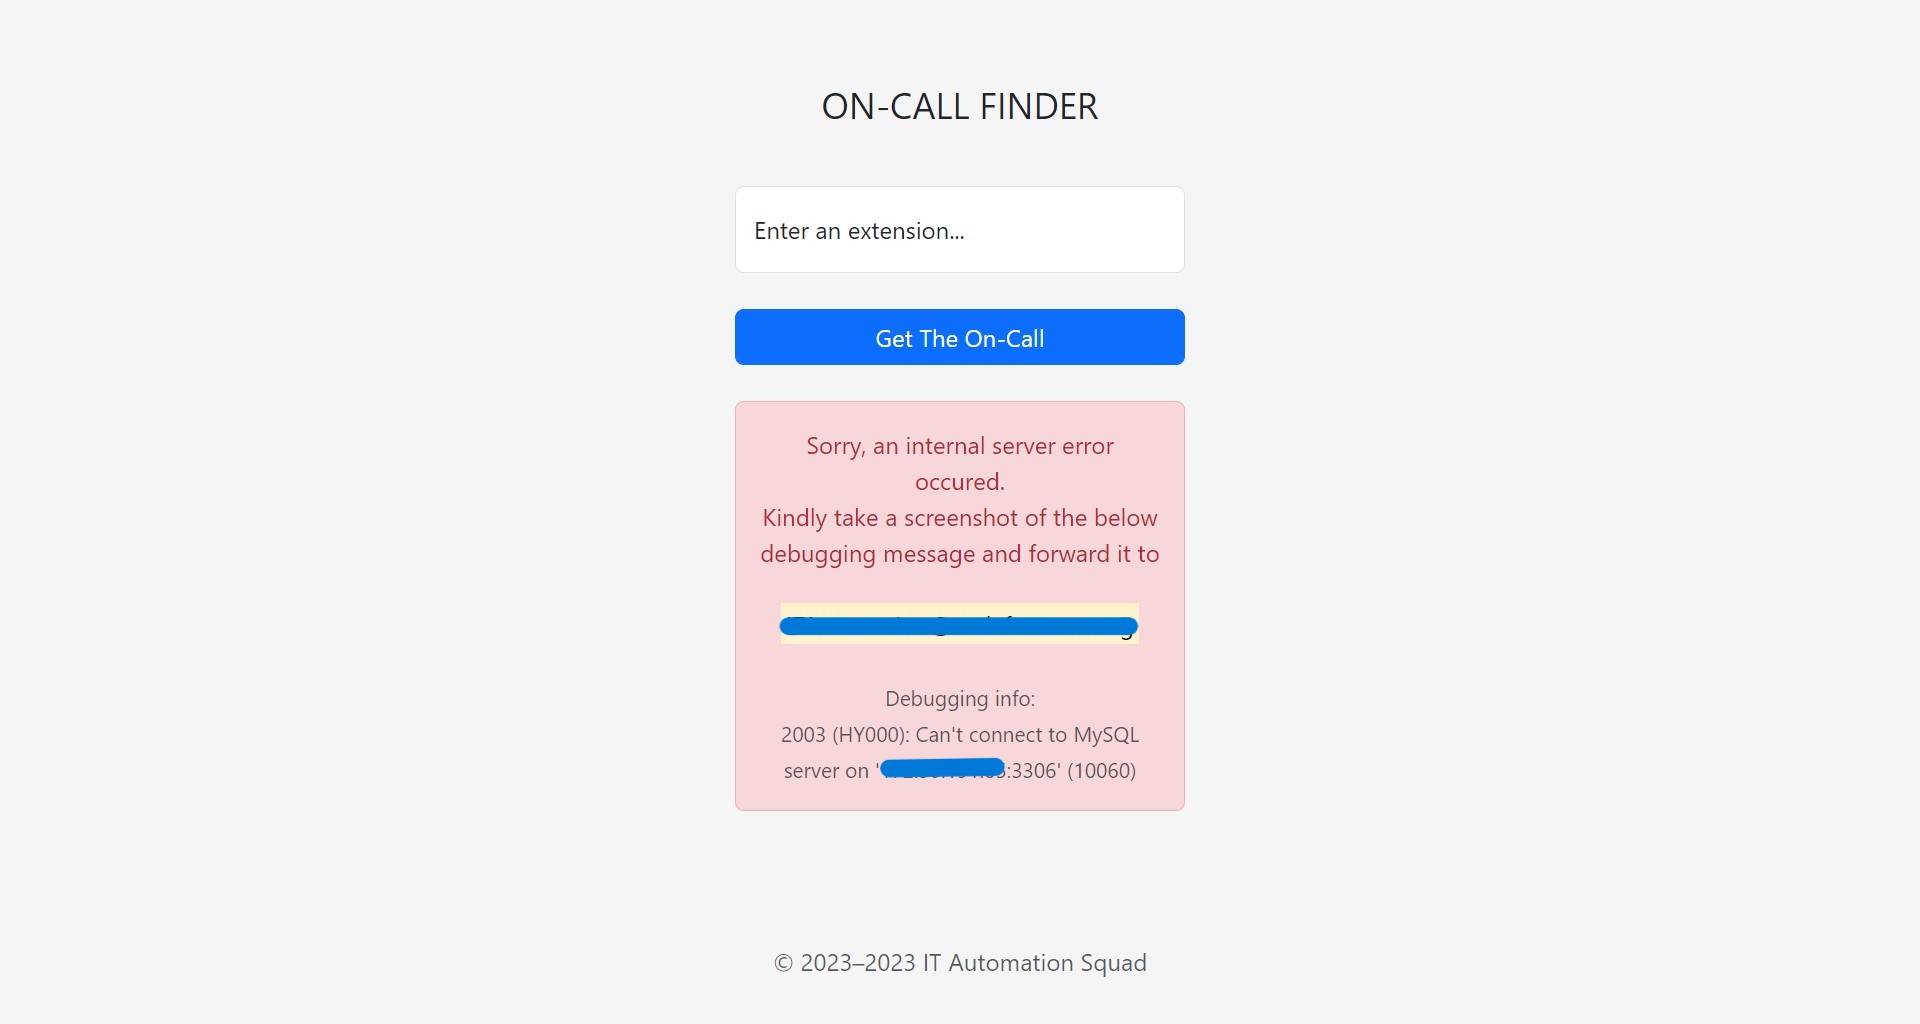 ON-CALL FINDER
Enter an extension...
Get The On-Call
Sorry, an internal server error
occured.
Kindly take a screenshot of the below
debugging message and forward it to
Debugging info:
2003 (HY000): Can't connect to MySQL
server on ':3306' (10060)
© 2023–2023 IT Automation Squad